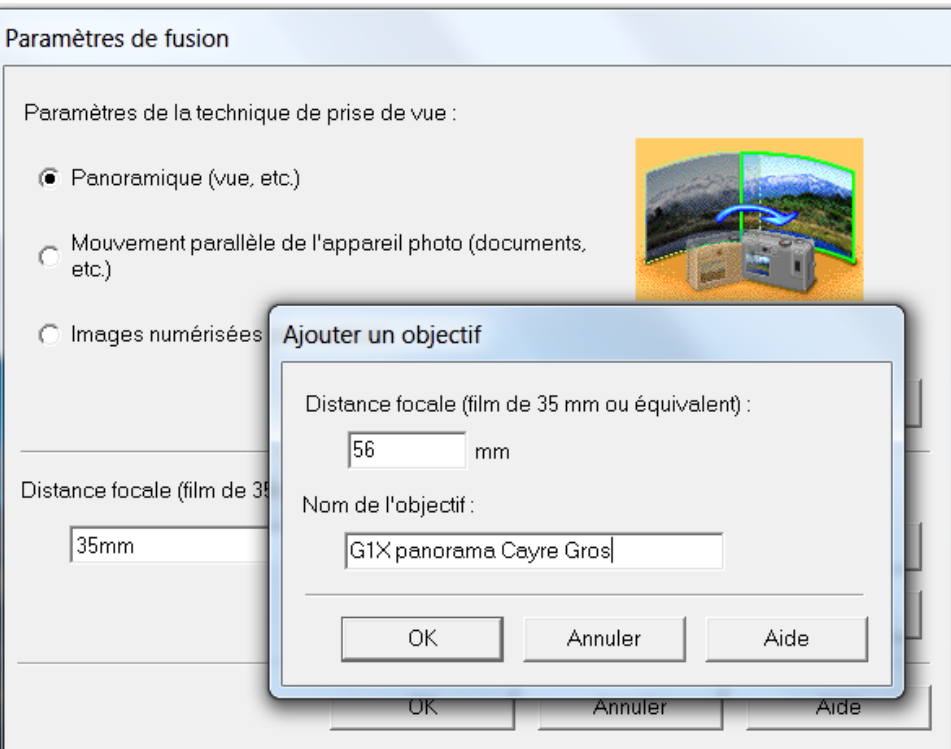 Paramètres de fusion
Paramètres de la technique de prise de vue :
Panoramique (vue, etc.)
Mouvement parallèle de l'appareil photo (documents,
etc.)
Images numérisées
Ajouter un objectif
Distance focale (film de 35 mm ou équivalent) :
56 mm
Nom de l'objectif :
G1X panorama Cayre Gros
OK Annuler Aide
Distance focale (film de 35
35mm
OK Annuler Aide